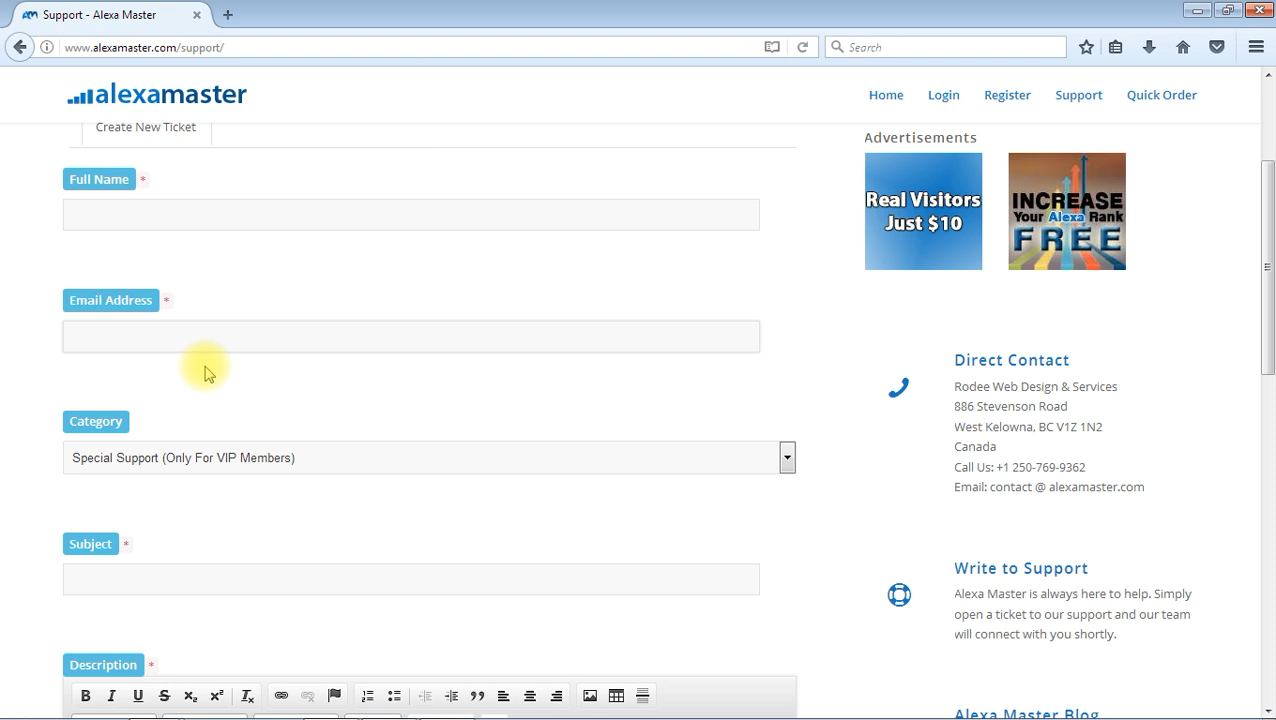 Support - Alexa Master
www.alexamaster.com/support/
Search
alexamaster
Home
Login
Register
Support
Quick Order
Create New Ticket
Full Name *
Email Address *
Category
Special Support (Only For VIP Members)
Subject *
Description *
B I U S x₂ x² Tx
Advertisements
Real Visitors
Just $10
INCREASE
Your Alexa Rank
FREE
Direct Contact
Rodee Web Design & Services
886 Stevenson Road
West Kelowna, BC V1Z 1N2
Canada
Call Us: +1 250-769-9362
Email: contact @ alexamaster.com
Write to Support
Alexa Master is always here to help. Simply
open a ticket to our support and our team
will connect with you shortly.
Alexa Master Blog